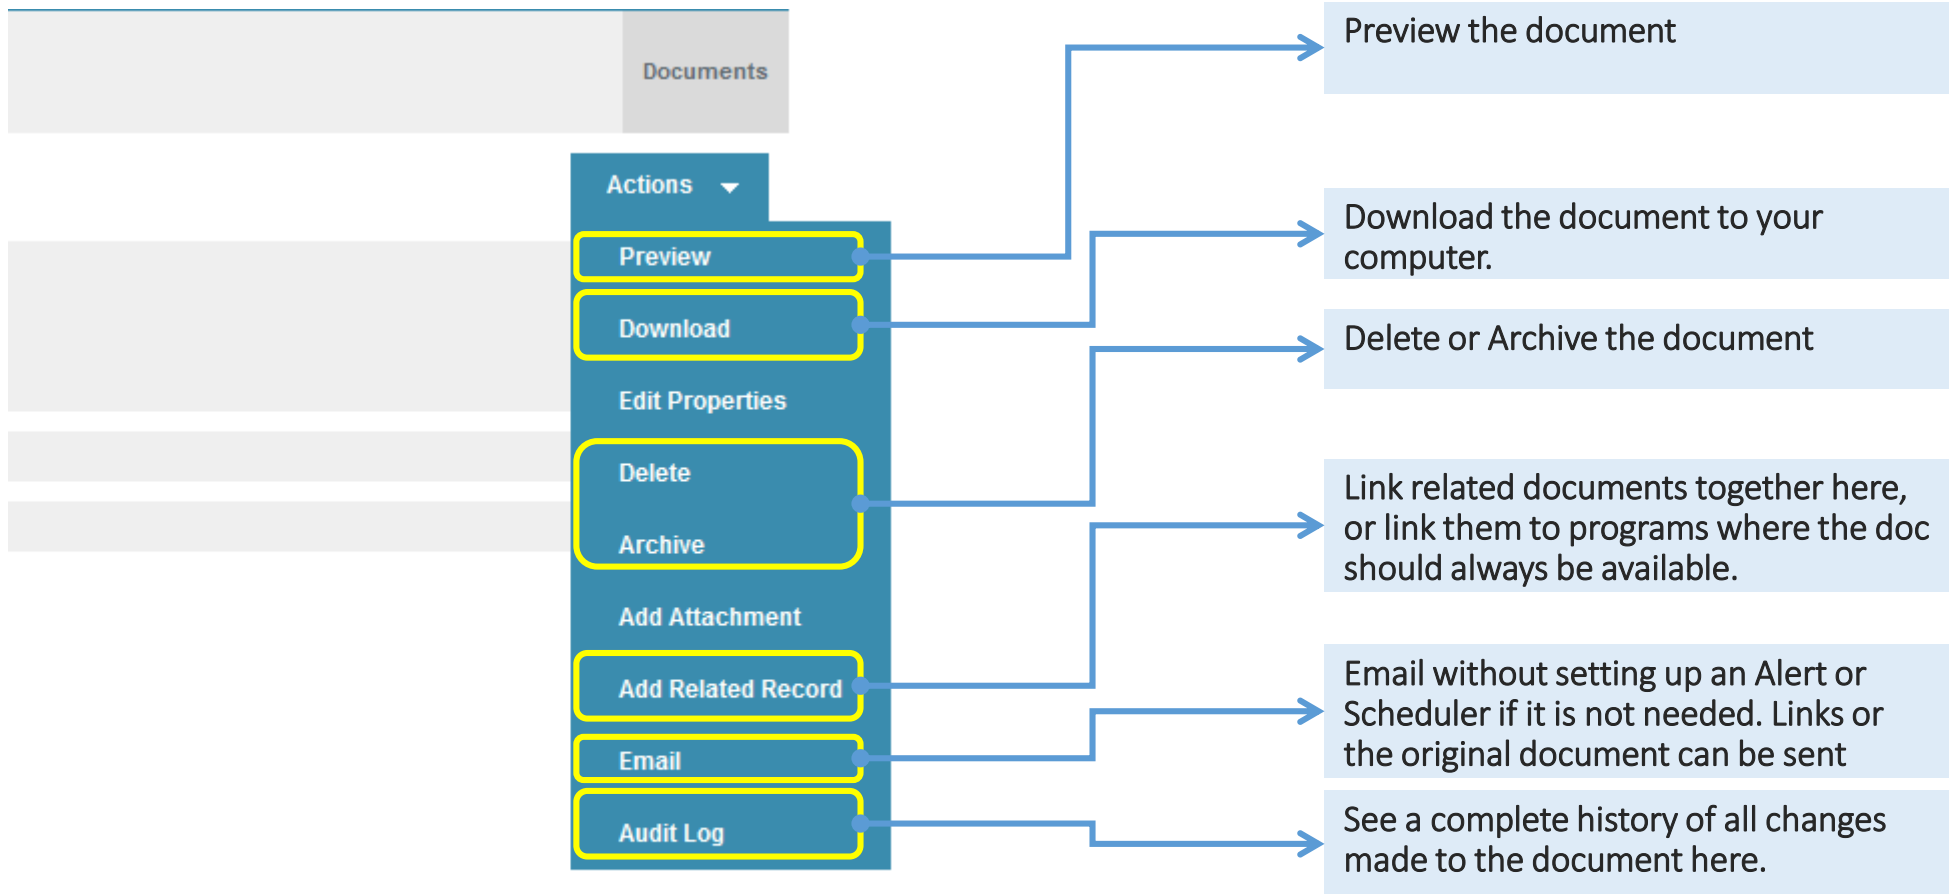 Documents
Actions
Preview
Download
Edit Properties
Delete
Archive
Add Attachment
Add Related Record
Email
Audit Log
Preview the document
Download the document to your
computer.
Delete or Archive the document
Link related documents together here,
or link them to programs where the doc
should always be available.
Email without setting up an Alert or
Scheduler if it is not needed. Links or
the original document can be sent
See a complete history of all changes
made to the document here.